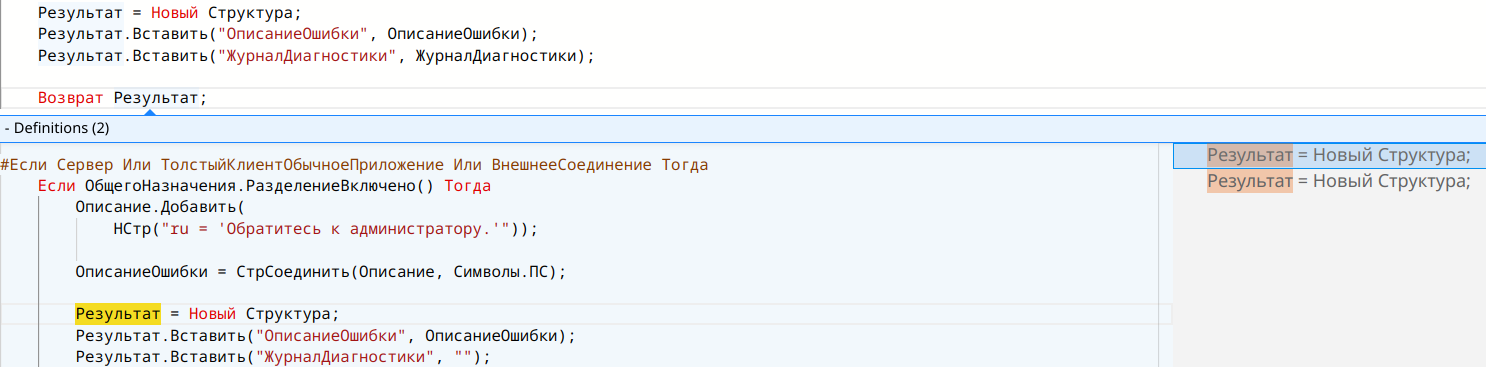 Результат = Новый Структура;
Результат.Вставить("ОписаниеОшибки", ОписаниеОшибки);
Результат.Вставить("ЖурналДиагностики", ЖурналДиагностики);
Возврат Результат;
- Definitions (2)
#Если Сервер Или ТолстыйКлиентОбычноеПриложение Или ВнешнееСоединение Тогда
Если ОбщегоНазначения.РазделениеВключено() Тогда
Описание.Добавить(
НСтр("ru = 'Обратитесь к администратору.'"));
ОписаниеОшибки = СтрСоединить(Описание, Символы.ПС);
Результат = Новый Структура;
Результат.Вставить("ОписаниеОшибки", ОписаниеОшибки);
Результат.Вставить("ЖурналДиагностики", "");
Результат = Новый Структура;
Результат = Новый Структура;